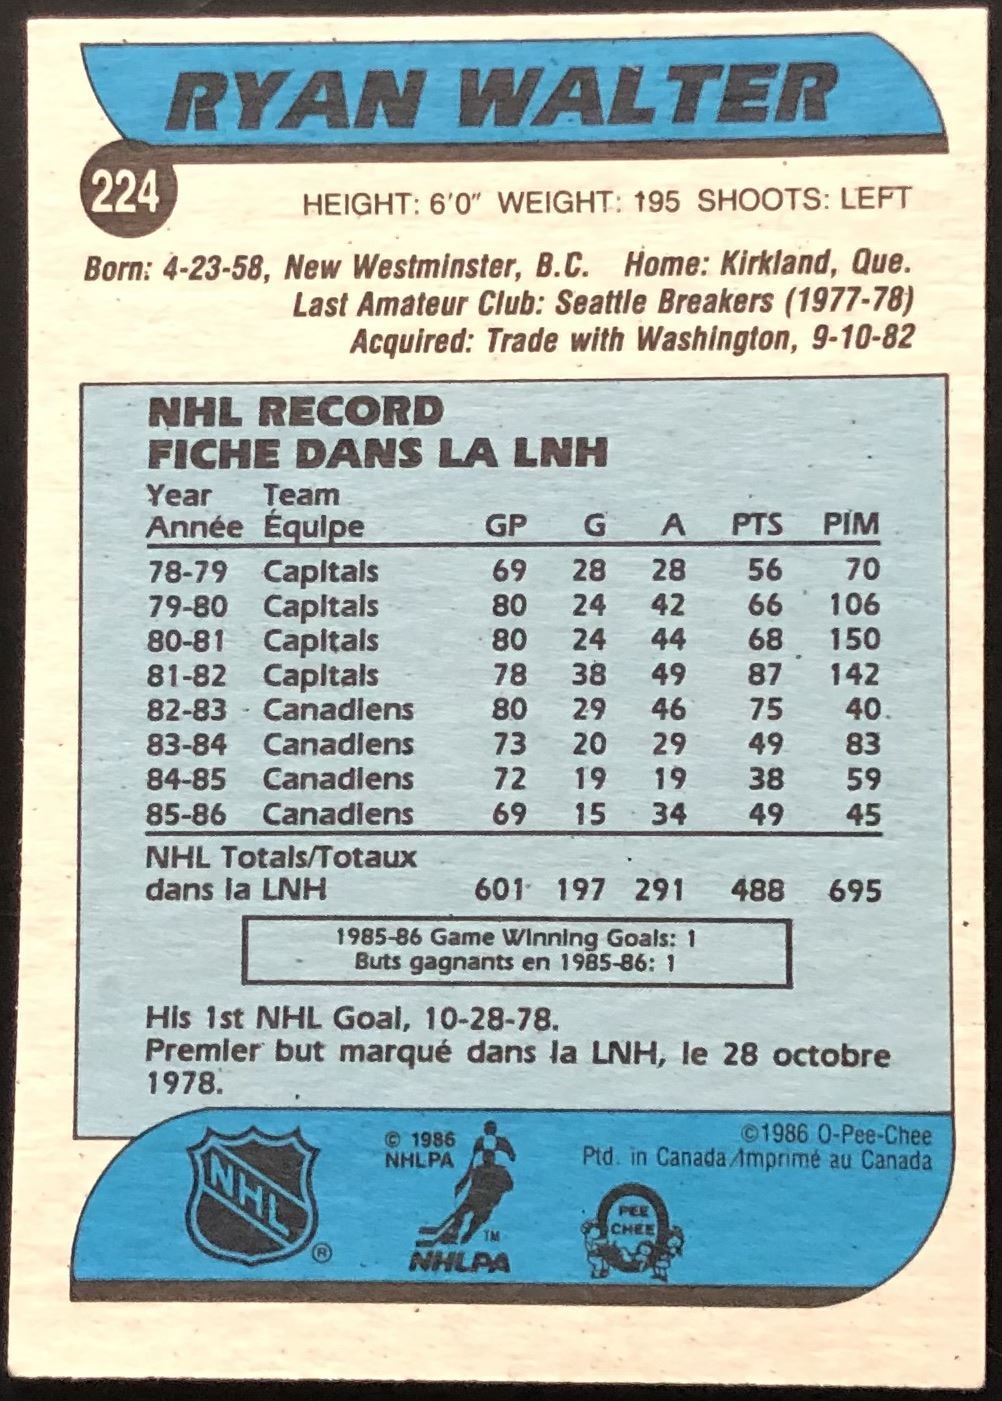 RYAN WALTER
224
HEIGHT: 6'0" WEIGHT: 195 SHOOTS: LEFT
Born: 4-23-58, New Westminster, B.C. Home: Kirkland, Que.
Last Amateur Club: Seattle Breakers (1977-78)
Acquired: Trade with Washington, 9-10-82
NHL RECORD
FICHE DANS LA LNH
Year Team
Année Équipe GP G A PTS PIM
78-79 Capitals 69 28 28 56 70
79-80 Capitals 80 24 42 66 106
80-81 Capitals 80 24 44 68 150
81-82 Capitals 78 38 49 87 142
82-83 Canadiens 80 29 46 75 40
83-84 Canadiens 73 20 29 49 83
84-85 Canadiens 72 19 19 38 59
85-86 Canadiens 69 15 34 49 45
NHL Totals/Totaux
dans la LNH 601 197 291 488 695
1985-86 Game Winning Goals: 1
Buts gagnants en 1985-86: 1
His 1st NHL Goal, 10-28-78.
Premier but marqué dans la LNH, le 28 octobre
1978.
NHL
®
© 1986
NHLPA
TM
NHLPA
©1986 O-Pee-Chee
Ptd. in Canada/Imprimé au Canada
PEE
CHEE